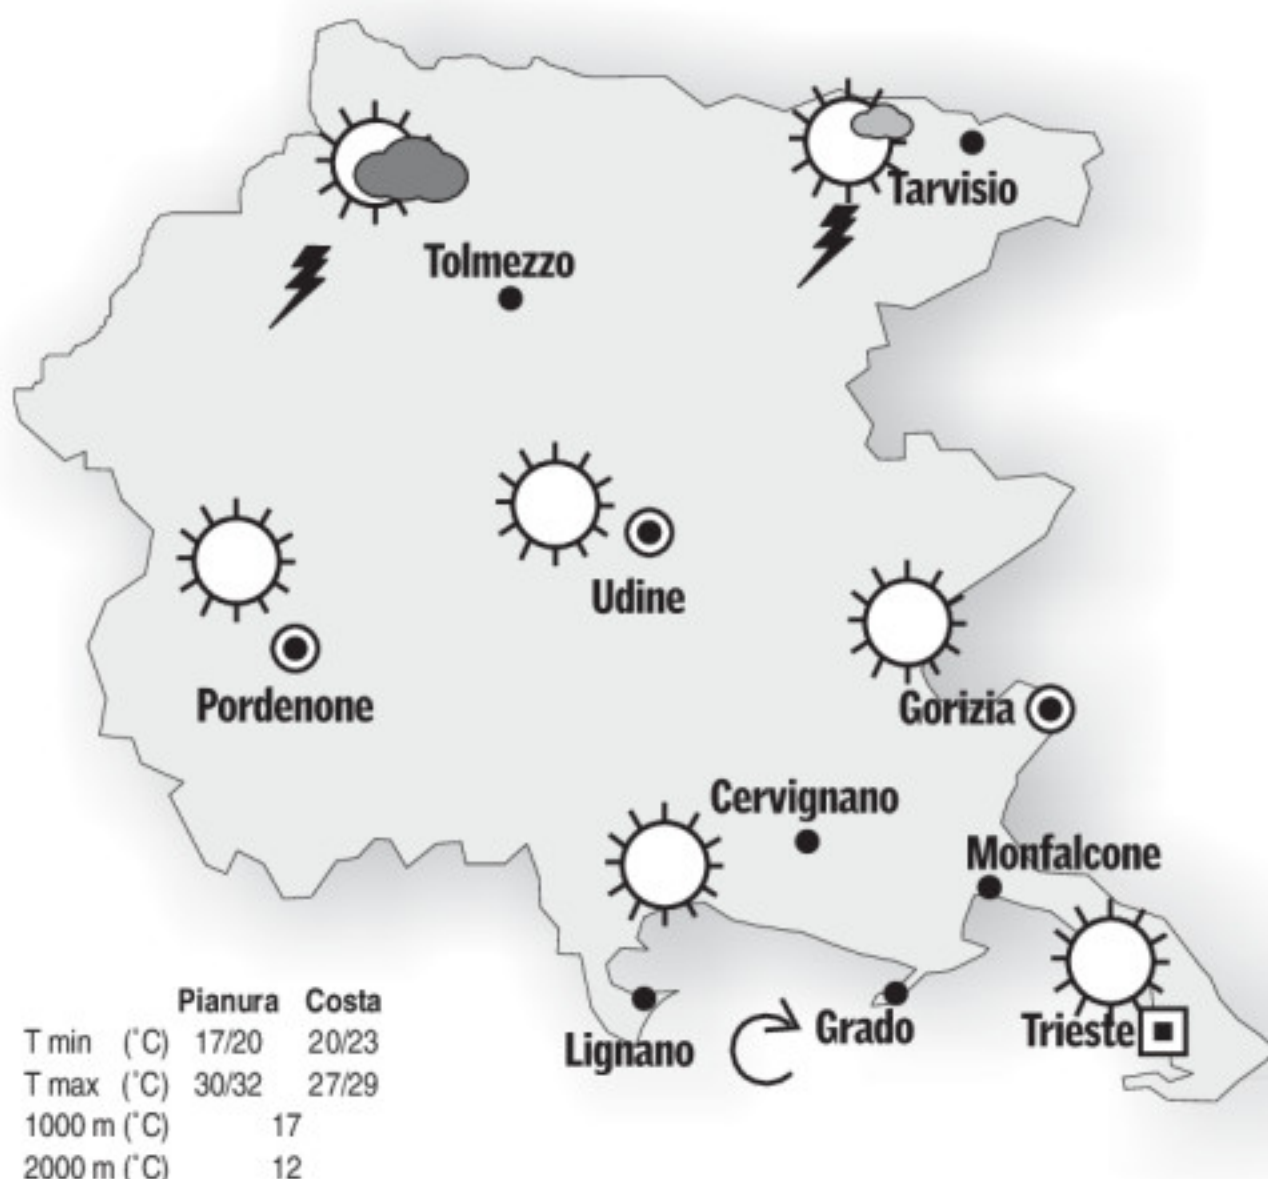 Tarvisio
Tolmezzo
Udine
Pordenone
Gorizia
Cervignano
Monfalcone
Grado
Trieste
Lignano
Pianura Costa
T min (°C) 17/20 20/23
T max (°C) 30/32 27/29
1000 m (°C) 17
2000 m (°C) 12